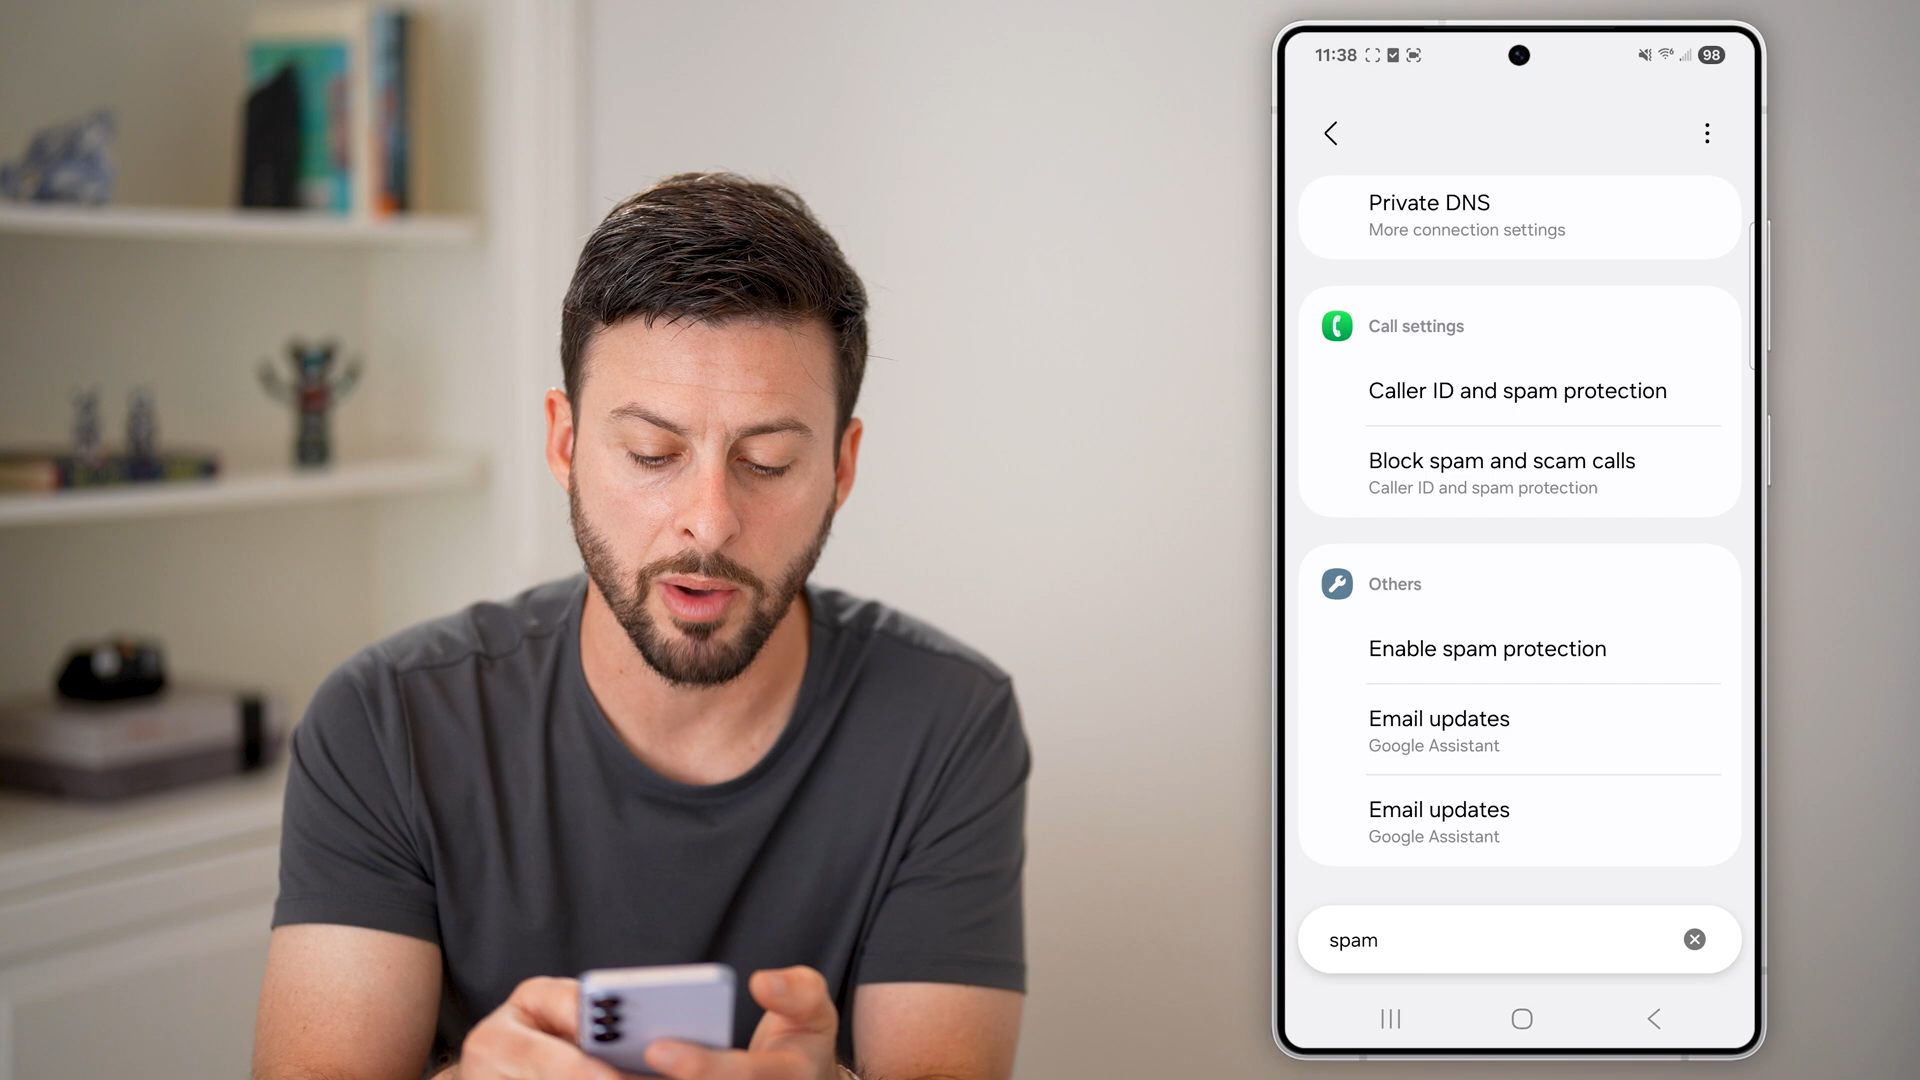 11:38
98
Private DNS
More connection settings
Call settings
Caller ID and spam protection
Block spam and scam calls
Caller ID and spam protection
Others
Enable spam protection
Email updates
Google Assistant
Email updates
Google Assistant
spam